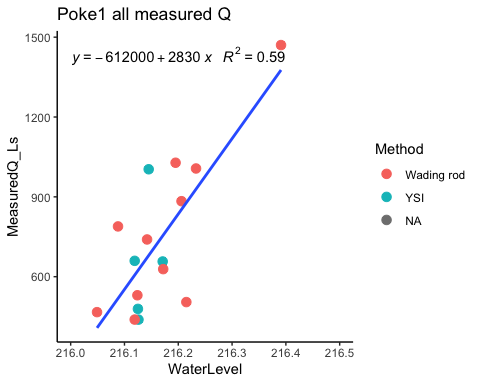 Poke1 all measured Q
1500
y = −612000 + 2830 x R² = 0.59
1200
900
600
MeasuredQ_Ls
216.0 216.1 216.2 216.3 216.4 216.5
WaterLevel
Method
Wading rod
YSI
NA